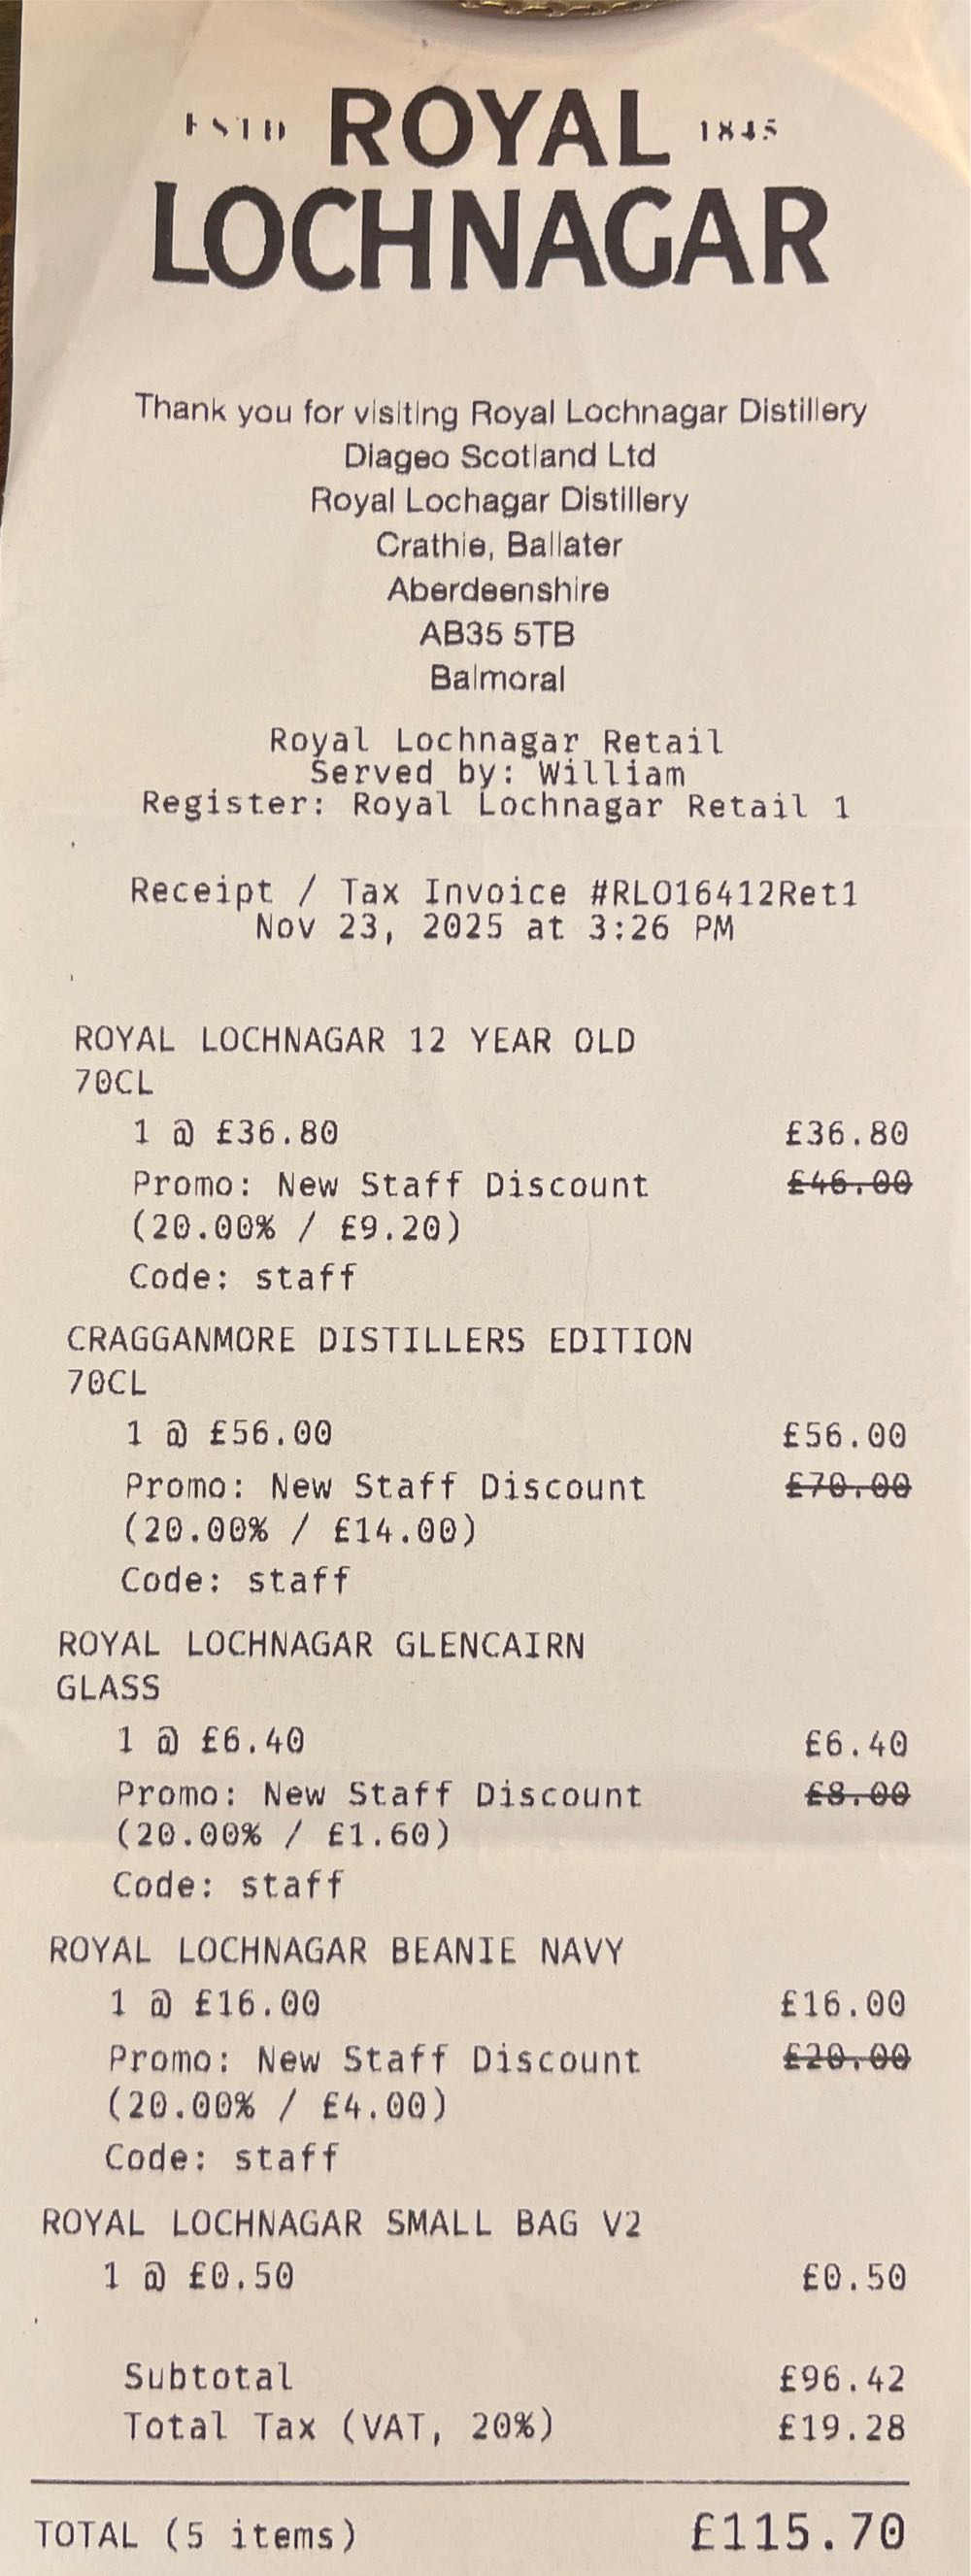 ESTD ROYAL 1845
LOCHNAGAR
Thank you for visiting Royal Lochnagar Distillery
Diageo Scotland Ltd
Royal Lochagar Distillery
Crathie, Ballater
Aberdeenshire
AB35 5TB
Balmoral
Royal Lochnagar Retail
Served by: William
Register: Royal Lochnagar Retail 1
Receipt / Tax Invoice #RLO16412Ret1
Nov 23, 2025 at 3:26 PM
ROYAL LOCHNAGAR 12 YEAR OLD
70CL
1 @ £36.80 £36.80
Promo: New Staff Discount £46.00
(20.00% / £9.20)
Code: staff
CRAGGANMORE DISTILLERS EDITION
70CL
1 @ £56.00 £56.00
Promo: New Staff Discount £70.00
(20.00% / £14.00)
Code: staff
ROYAL LOCHNAGAR GLENCAIRN
GLASS
1 @ £6.40 £6.40
Promo: New Staff Discount £8.00
(20.00% / £1.60)
Code: staff
ROYAL LOCHNAGAR BEANIE NAVY
1 @ £16.00 £16.00
Promo: New Staff Discount £20.00
(20.00% / £4.00)
Code: staff
ROYAL LOCHNAGAR SMALL BAG V2
1 @ £0.50 £0.50
Subtotal £96.42
Total Tax (VAT, 20%) £19.28
TOTAL (5 items) £115.70